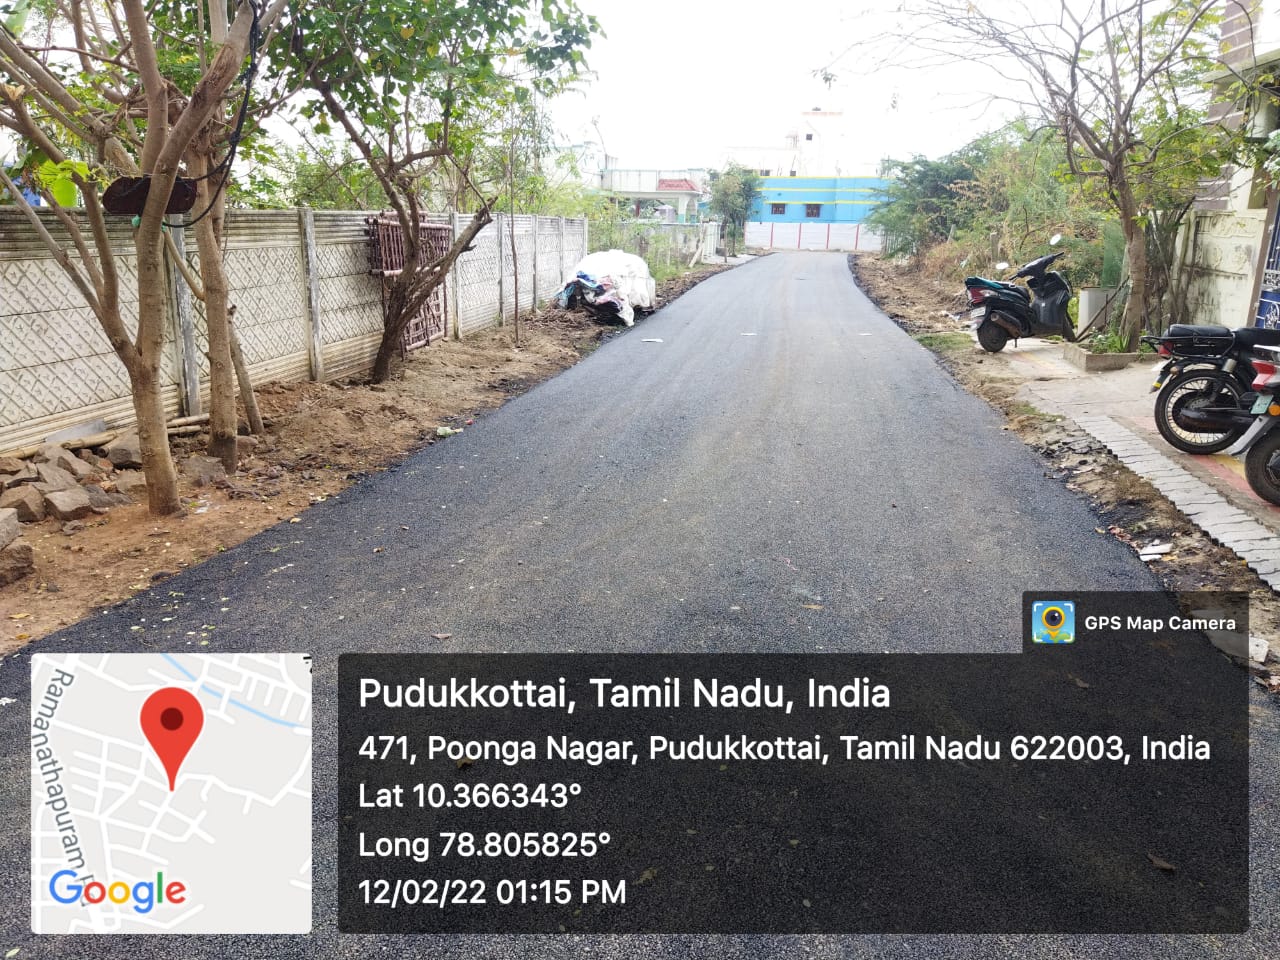 GPS Map Camera
Pudukkottai, Tamil Nadu, India
471, Poonga Nagar, Pudukkottai, Tamil Nadu 622003, India
Lat 10.366343°
Long 78.805825°
12/02/22 01:15 PM
Ramanathapuram
Google